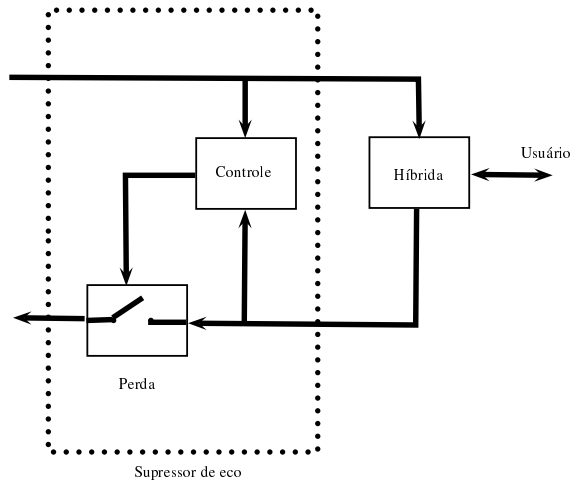 Usuário
Controle
Híbrida
Perda
Supressor de eco